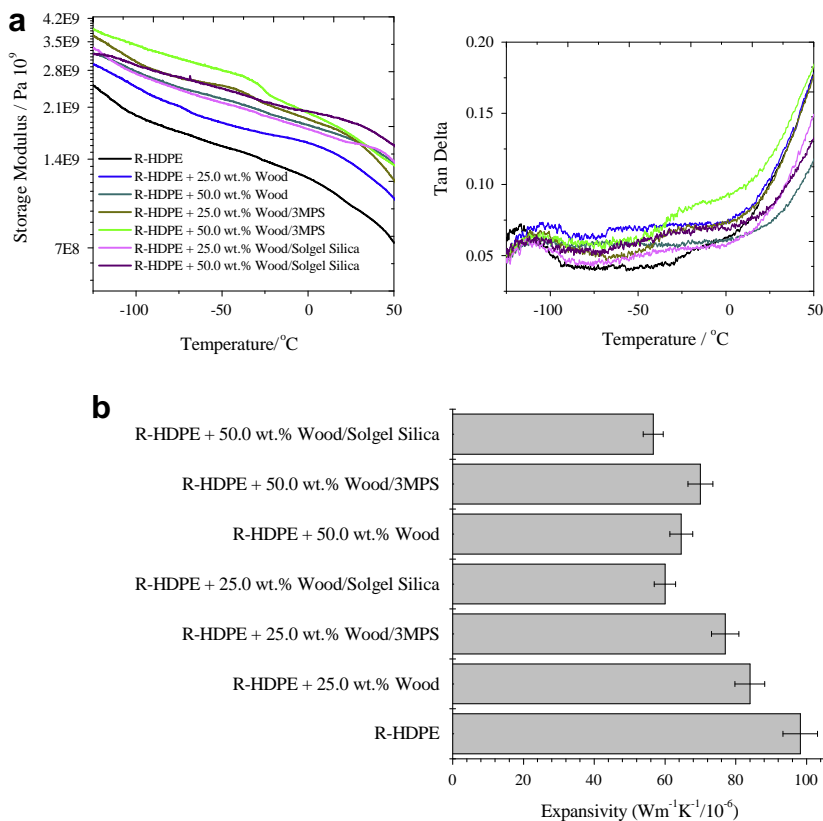 a
4.2E9
3.5E9
2.8E9
2.1E9
1.4E9
7E8
Storage Modulus / Pa 10⁹
R-HDPE
R-HDPE + 25.0 wt.% Wood
R-HDPE + 50.0 wt.% Wood
R-HDPE + 25.0 wt.% Wood/3MPS
R-HDPE + 50.0 wt.% Wood/3MPS
R-HDPE + 25.0 wt.% Wood/Solgel Silica
R-HDPE + 50.0 wt.% Wood/Solgel Silica
-100 -50 0 50
Temperature/°C
0.20
0.15
0.10
0.05
Tan Delta
-100 -50 0 50
Temperature / °C
b
R-HDPE + 50.0 wt.% Wood/Solgel Silica
R-HDPE + 50.0 wt.% Wood/3MPS
R-HDPE + 50.0 wt.% Wood
R-HDPE + 25.0 wt.% Wood/Solgel Silica
R-HDPE + 25.0 wt.% Wood/3MPS
R-HDPE + 25.0 wt.% Wood
R-HDPE
0 20 40 60 80 100
Expansivity (Wm⁻¹K⁻¹/10⁻⁶)